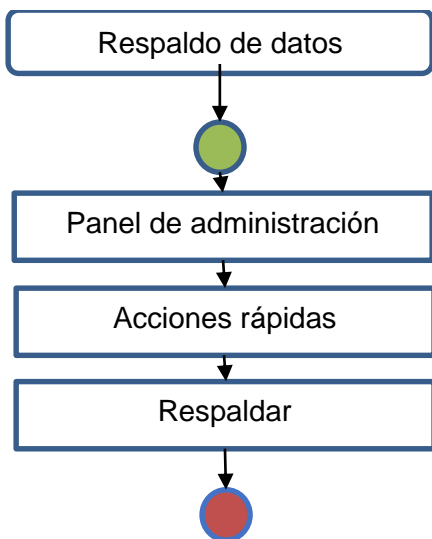 Respaldo de datos
Panel de administración
Acciones rápidas
Respaldar